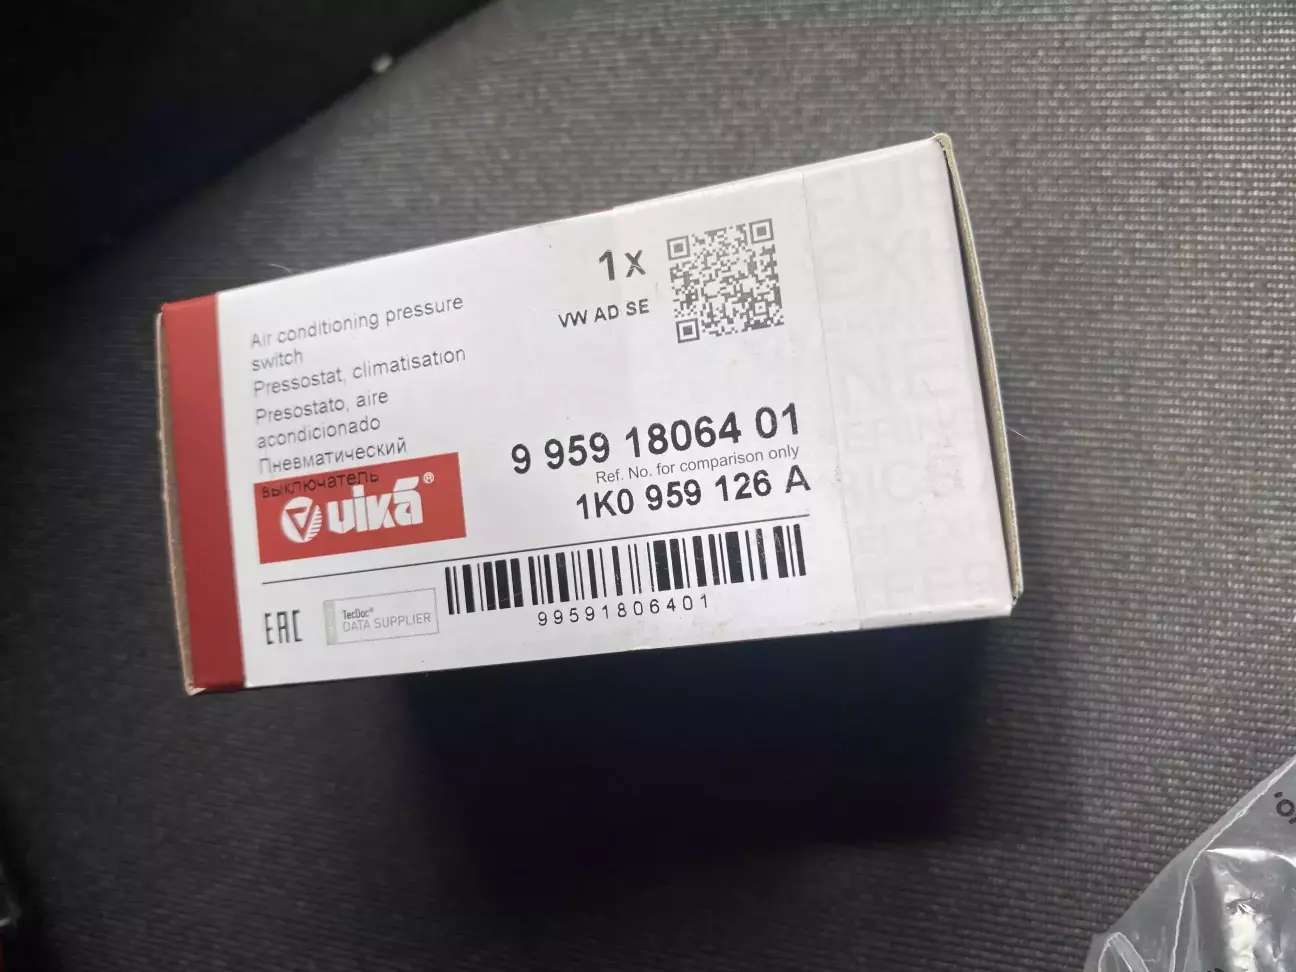 Air conditioning pressure
switch
Pressostat, climatisation
Presostato, aire
acondicionado
Пневматический
выключатель
vika®
1 x
VW AD SE
9 959 18064 01
Ref. No. for comparison only
1K0 959 126 A
99591806401
EAC
TecDoc®
DATA SUPPLIER